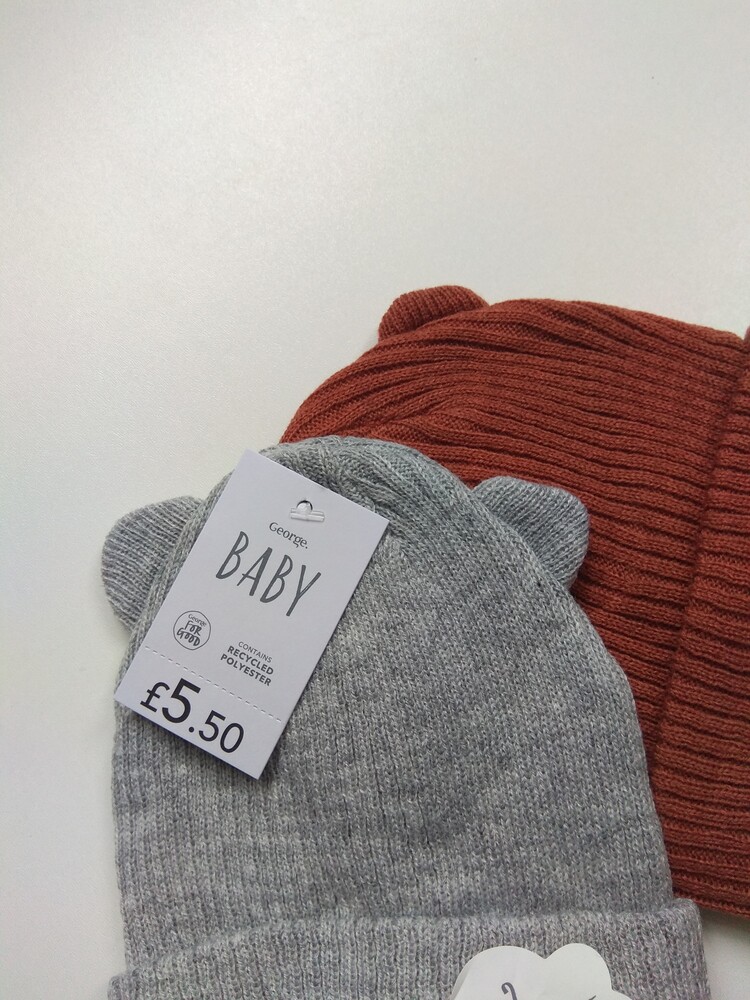 George.
BABY
George
FOR
GOOD
CONTAINS
RECYCLED
POLYESTER
£5.50